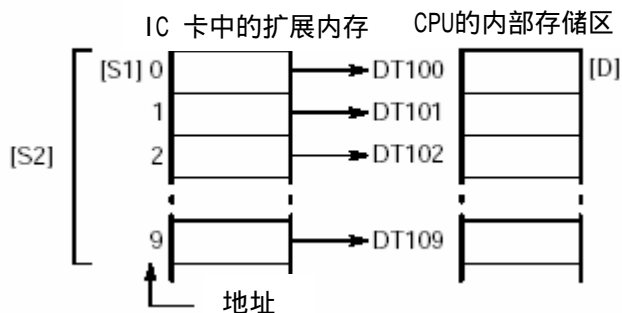 IC 卡中的扩展内存 CPU的内部存储区
[S1] 0 DT100 [D]
1 DT101
[S2] 2 DT102
9 DT109
地址